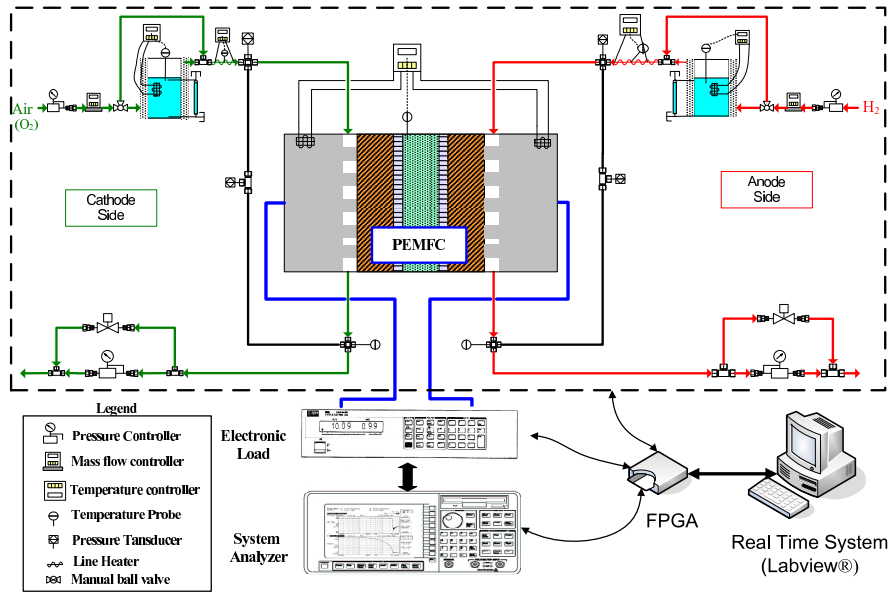 Air
(O2)
H2
Cathode
Side
Anode
Side
PEMFC
Legend
Pressure Controller
Mass flow controller
Temperature controller
Temperature Probe
Pressure Tansducer
Line Heater
Manual ball valve
Electronic
Load
10.09 0.99
System
Analyzer
FPGA
Real Time System
(Labview®)